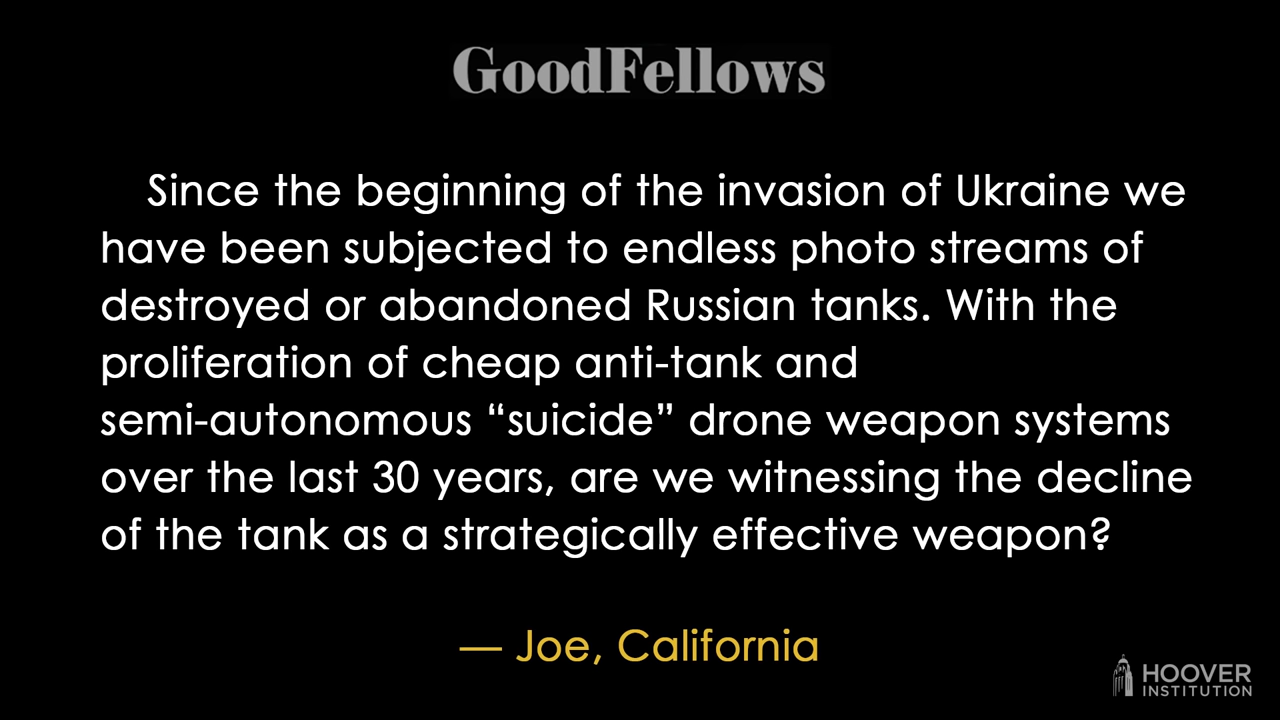 GoodFellows
Since the beginning of the invasion of Ukraine we
have been subjected to endless photo streams of
destroyed or abandoned Russian tanks. With the
proliferation of cheap anti-tank and
semi-autonomous “suicide” drone weapon systems
over the last 30 years, are we witnessing the decline
of the tank as a strategically effective weapon?
— Joe, California
HOOVER
INSTITUTION